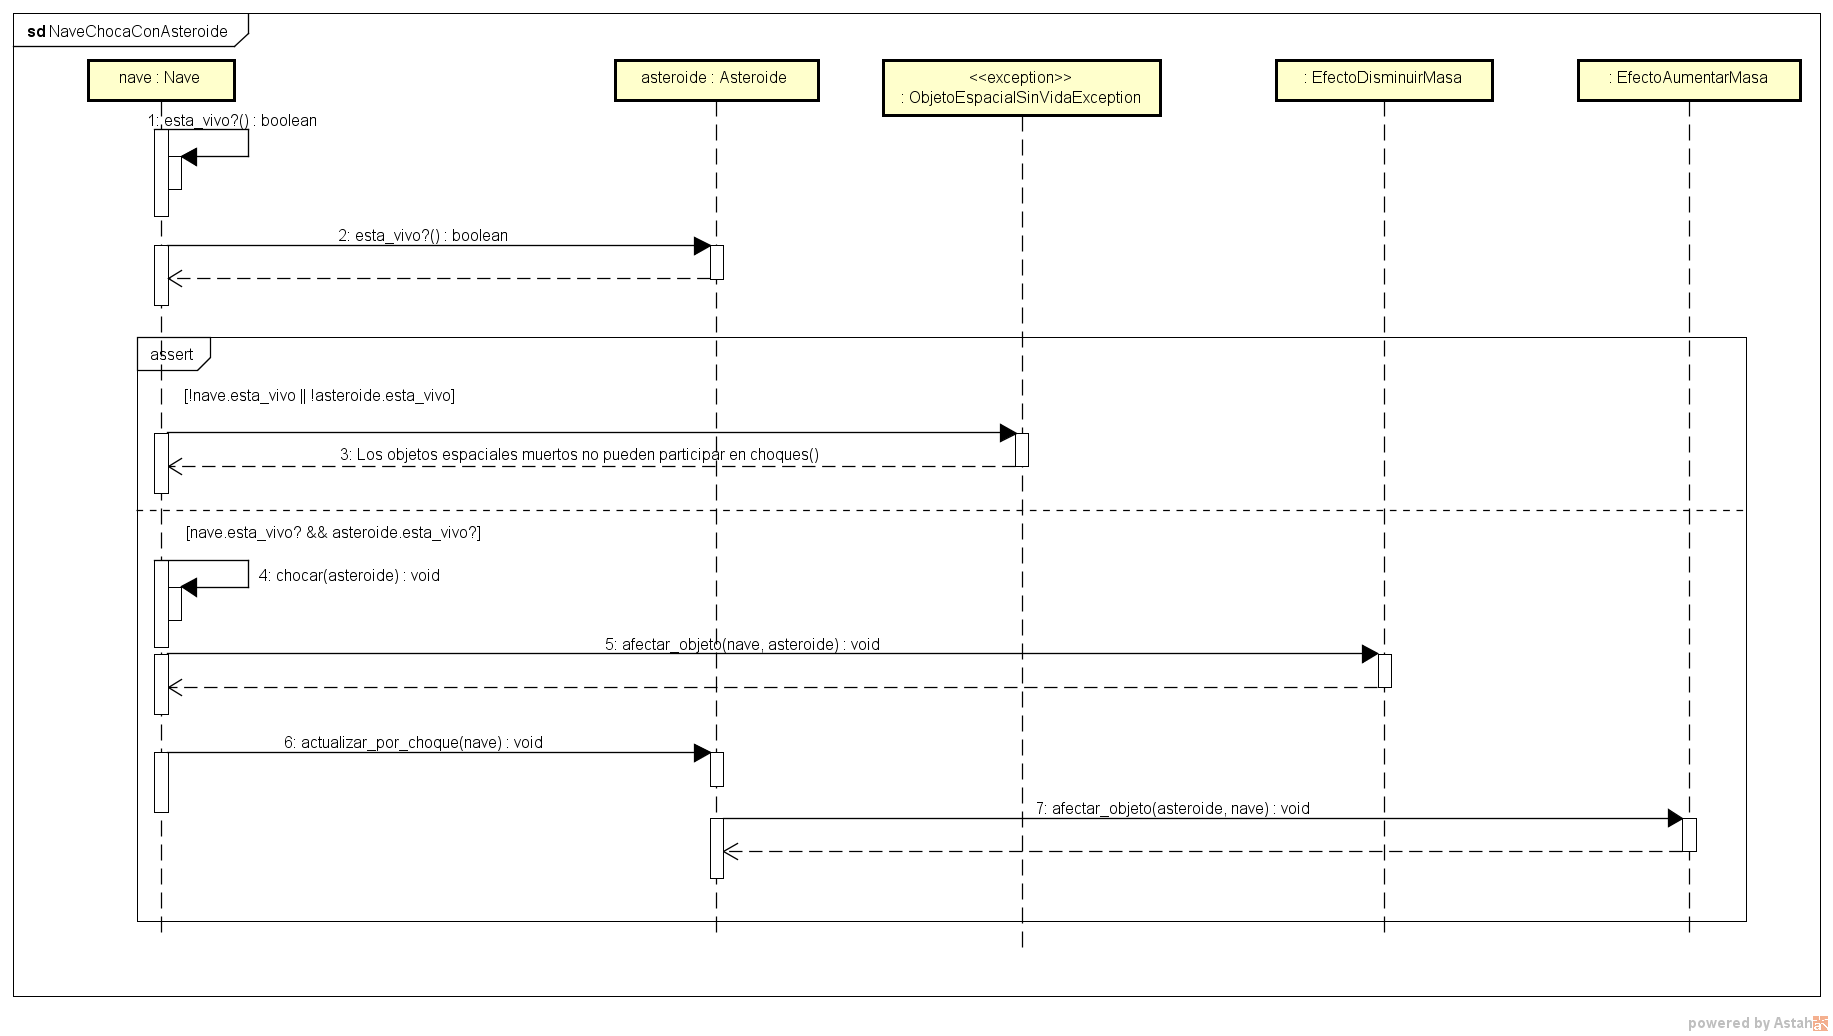 sd NaveChocaConAsteroide
nave : Nave
asteroide : Asteroide
<<exception>>
: ObjetoEspacialSinVidaException
: EfectoDisminuirMasa
: EfectoAumentarMasa
1: esta_vivo?() : boolean
2: esta_vivo?() : boolean
assert
[!nave.esta_vivo || !asteroide.esta_vivo]
3: Los objetos espaciales muertos no pueden participar en choques()
[nave.esta_vivo? && asteroide.esta_vivo?]
4: chocar(asteroide) : void
5: afectar_objeto(nave, asteroide) : void
6: actualizar_por_choque(nave) : void
7: afectar_objeto(asteroide, nave) : void
powered by Astah